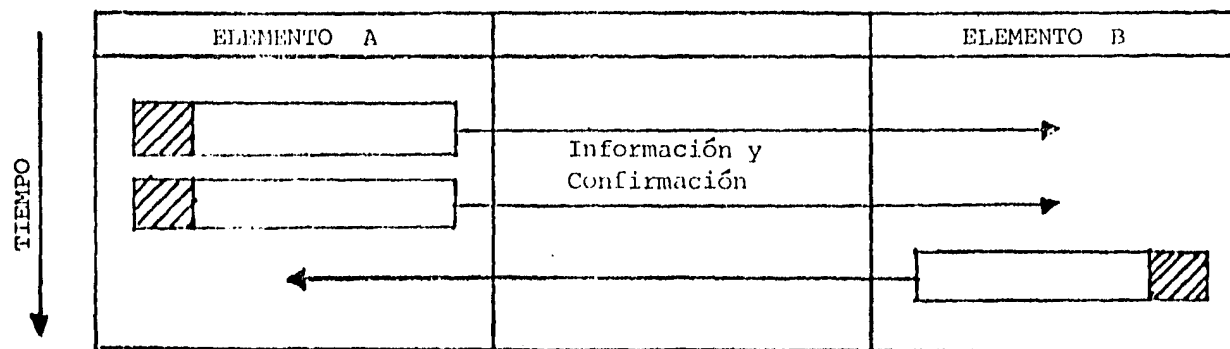 ELEMENTO A
ELEMENTO B
Información y
Confirmación
TIEMPO